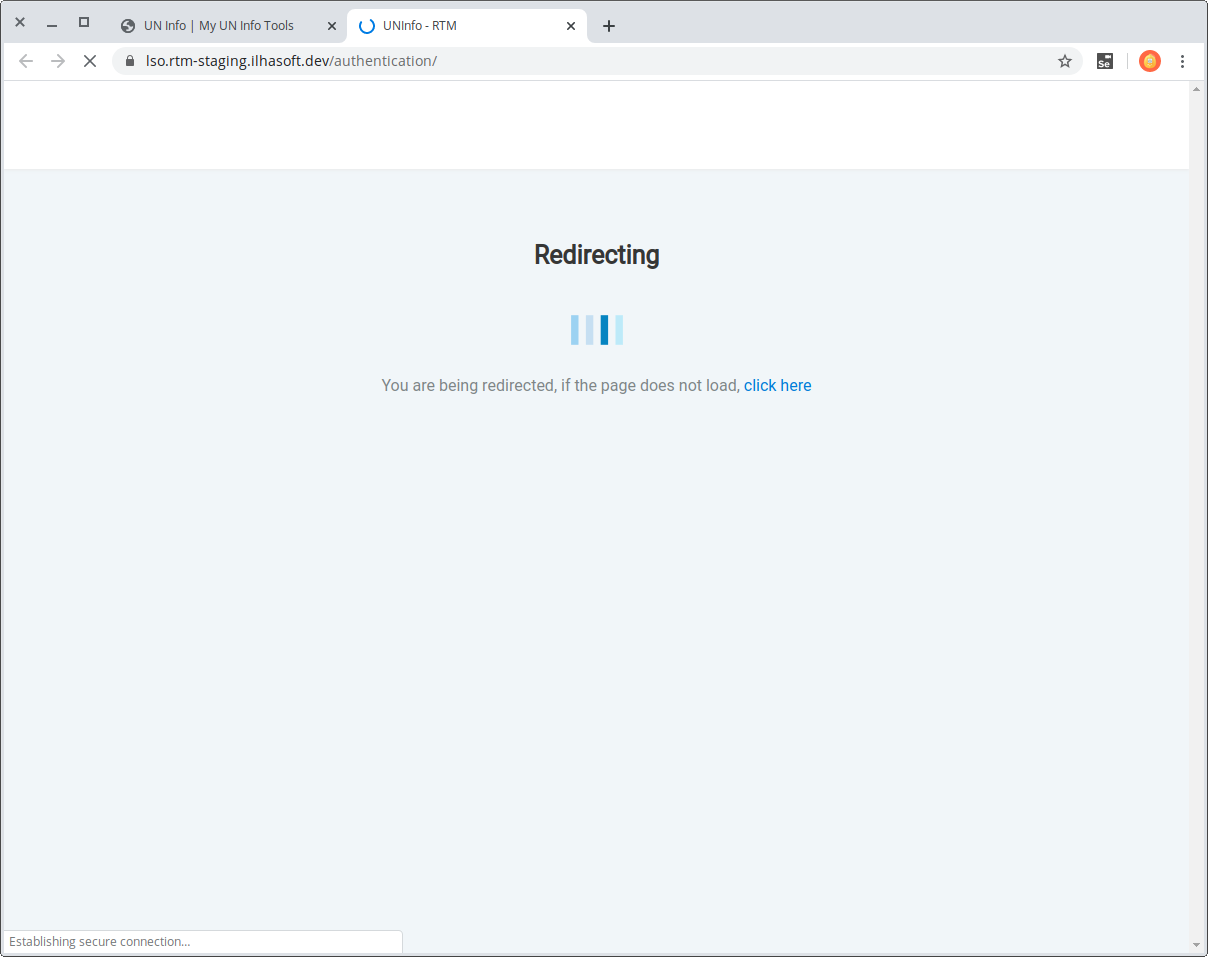 UN Info | My UN Info Tools
UNInfo - RTM
lso.rtm-staging.ilhasoft.dev/authentication/
Se
Redirecting
You are being redirected, if the page does not load, click here
Establishing secure connection...